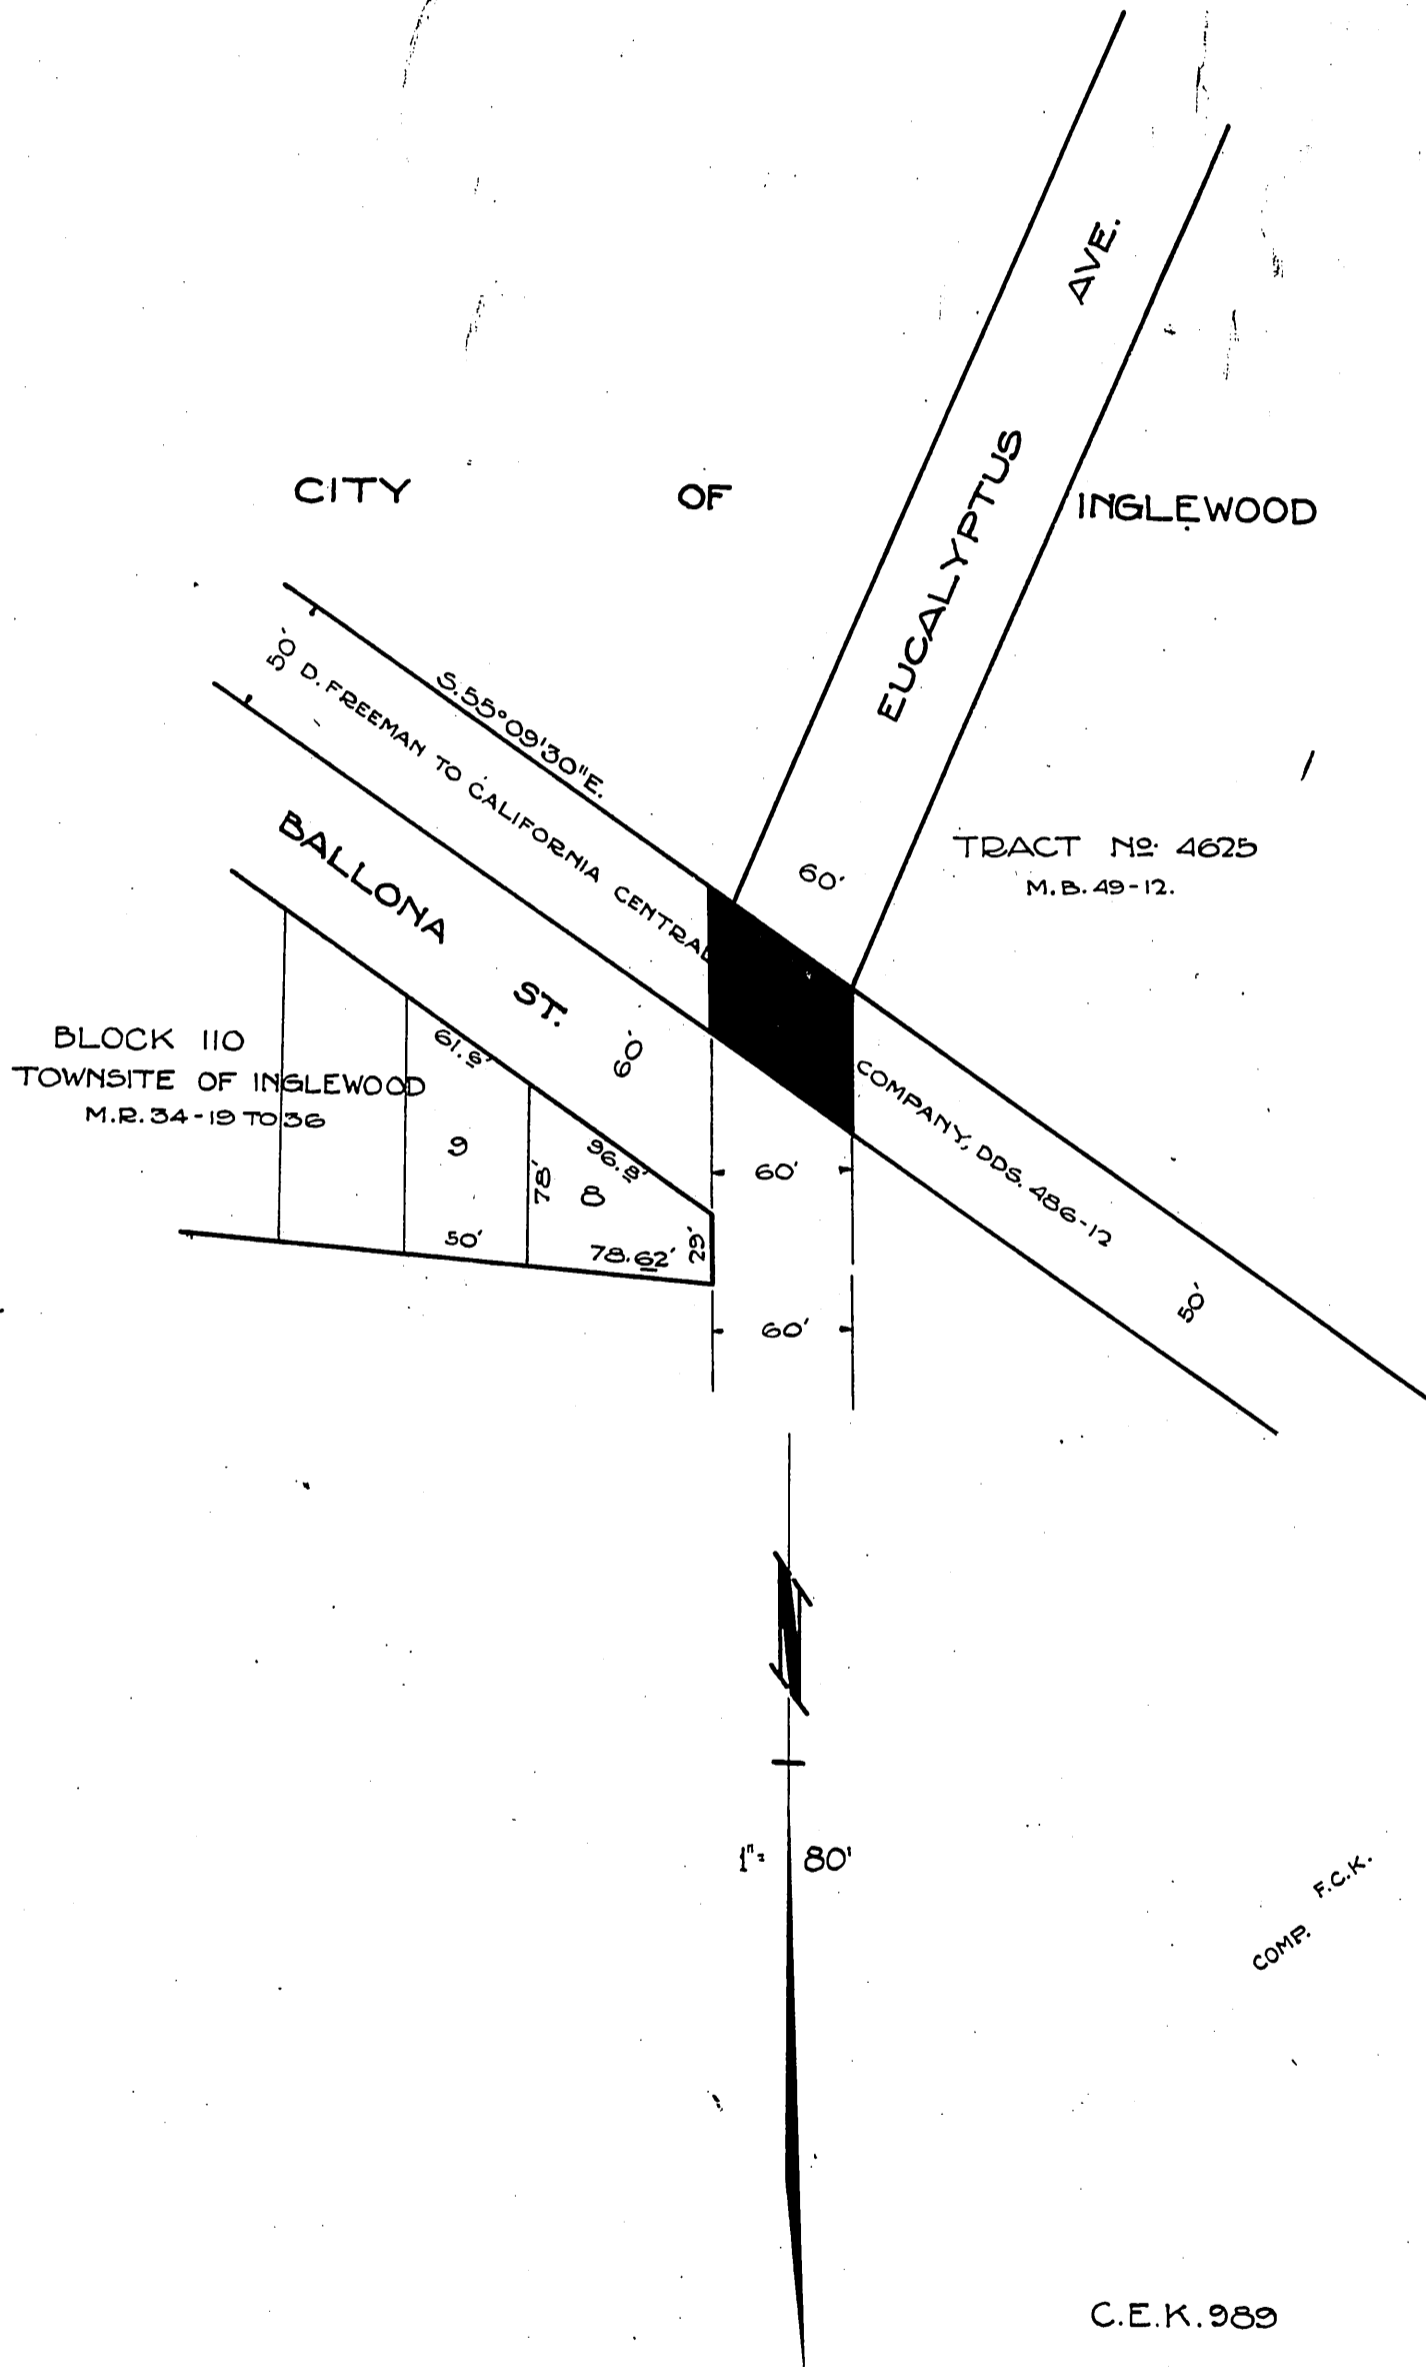 AVE.
EUCALYPTUS
CITY OF INGLEWOOD
50'
S.55°09'30"E.
D. FREEMAN TO CALIFORNIA CENTRAL
COMPANY, DDS. 486-12
50'
60'
TRACT Nº. 4625
M.B. 49-12.
BALLONA ST.
60'
BLOCK 110
TOWNSITE OF INGLEWOOD
M.R. 34-19 TO 36
9
50'
78'
96.8'
8
78.62'
29'
60'
60'
1"= 80'
COMP. F.C.K.
C.E.K. 989